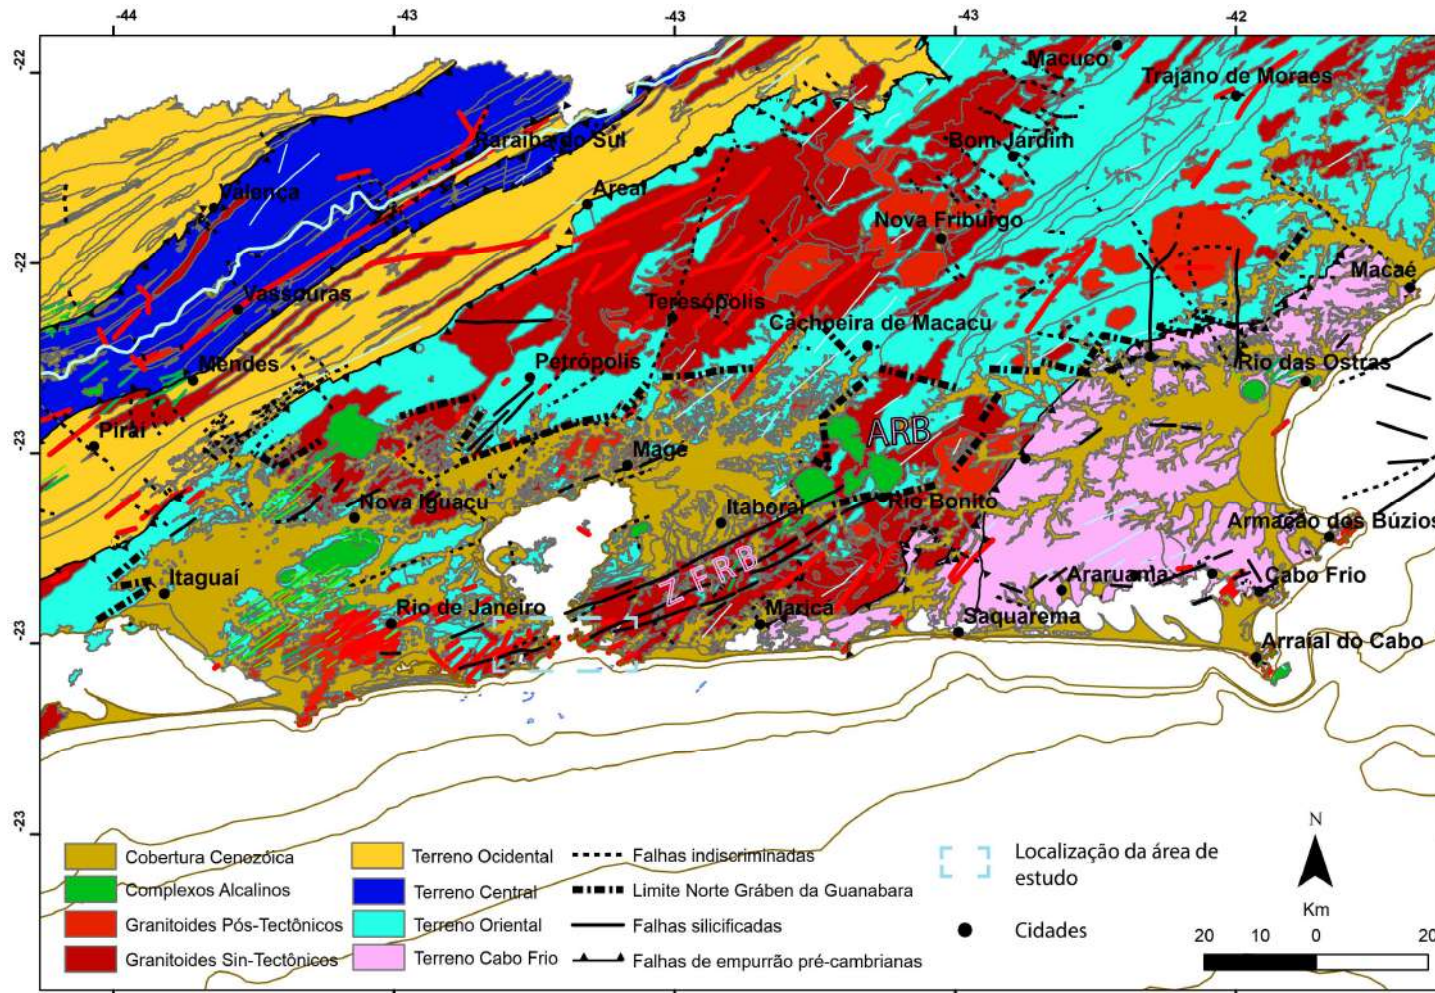 -44
-43
-43
-43
-42
-22
Macuco
Trajano de Moraes
Paraíba do Sul
Bom Jardim
Valença
Areal
Nova Friburgo
-22
Macaé
Vassouras
Teresópolis
Cachoeira de Macacu
Mendes
Petrópolis
Rio das Ostras
Piraí
ARB
-23
Magé
Nova Iguaçu
Itaboraí
Rio Bonito
Armação dos Búzios
Z F R B
Itaguaí
Araruama
Cabo Frio
Rio de Janeiro
Maricá
Saquarema
-23
Arraial do Cabo
-23
N
Cobertura Cenozóica
Terreno Ocidental
Falhas indiscriminadas
Localização da área de
estudo
Complexos Alcalinos
Terreno Central
Limite Norte Gráben da Guanabara
Granitoides Pós-Tectônicos
Terreno Oriental
Falhas silicificadas
Cidades
Granitoides Sin-Tectônicos
Terreno Cabo Frio
Falhas de empurrão pré-cambrianas
Km
20 10 0 20